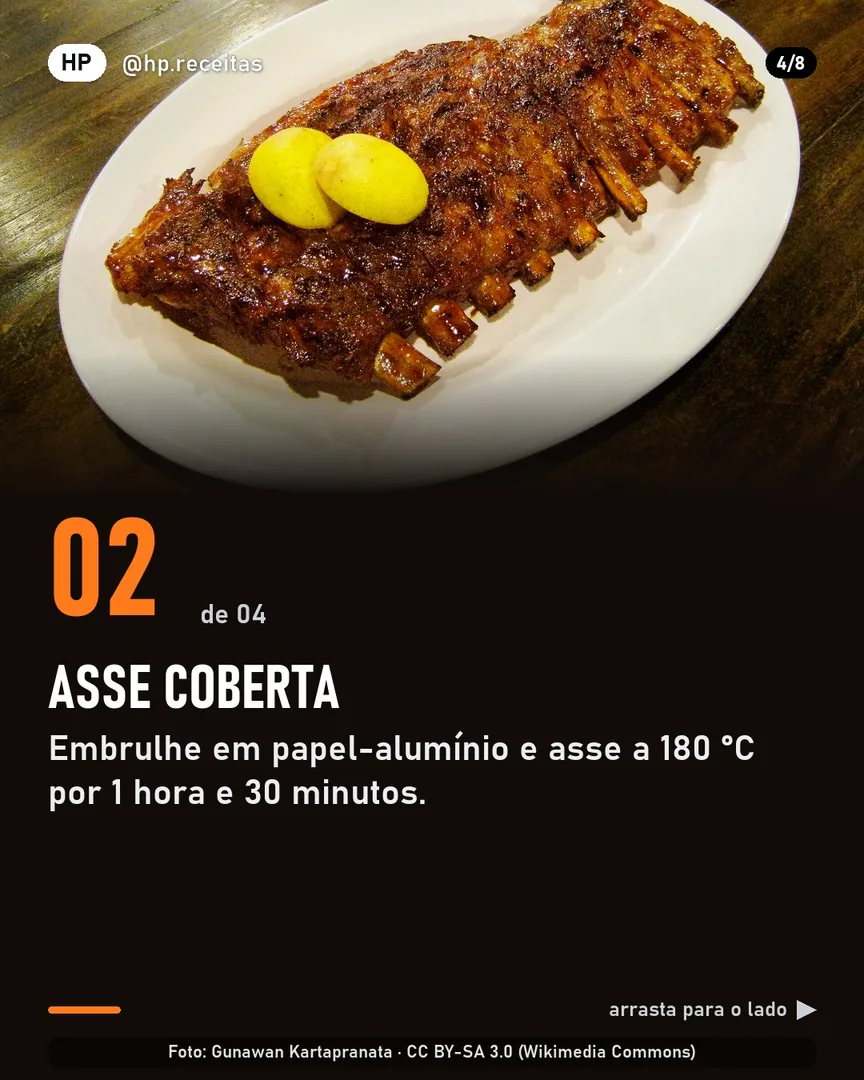 HP @hp.receitas
4/8
02
de 04
ASSE COBERTA
Embrulhe em papel-alumínio e asse a 180 °C
por 1 hora e 30 minutos.
arrasta para o lado ▶
Foto: Gunawan Kartapranata · CC BY-SA 3.0 (Wikimedia Commons)